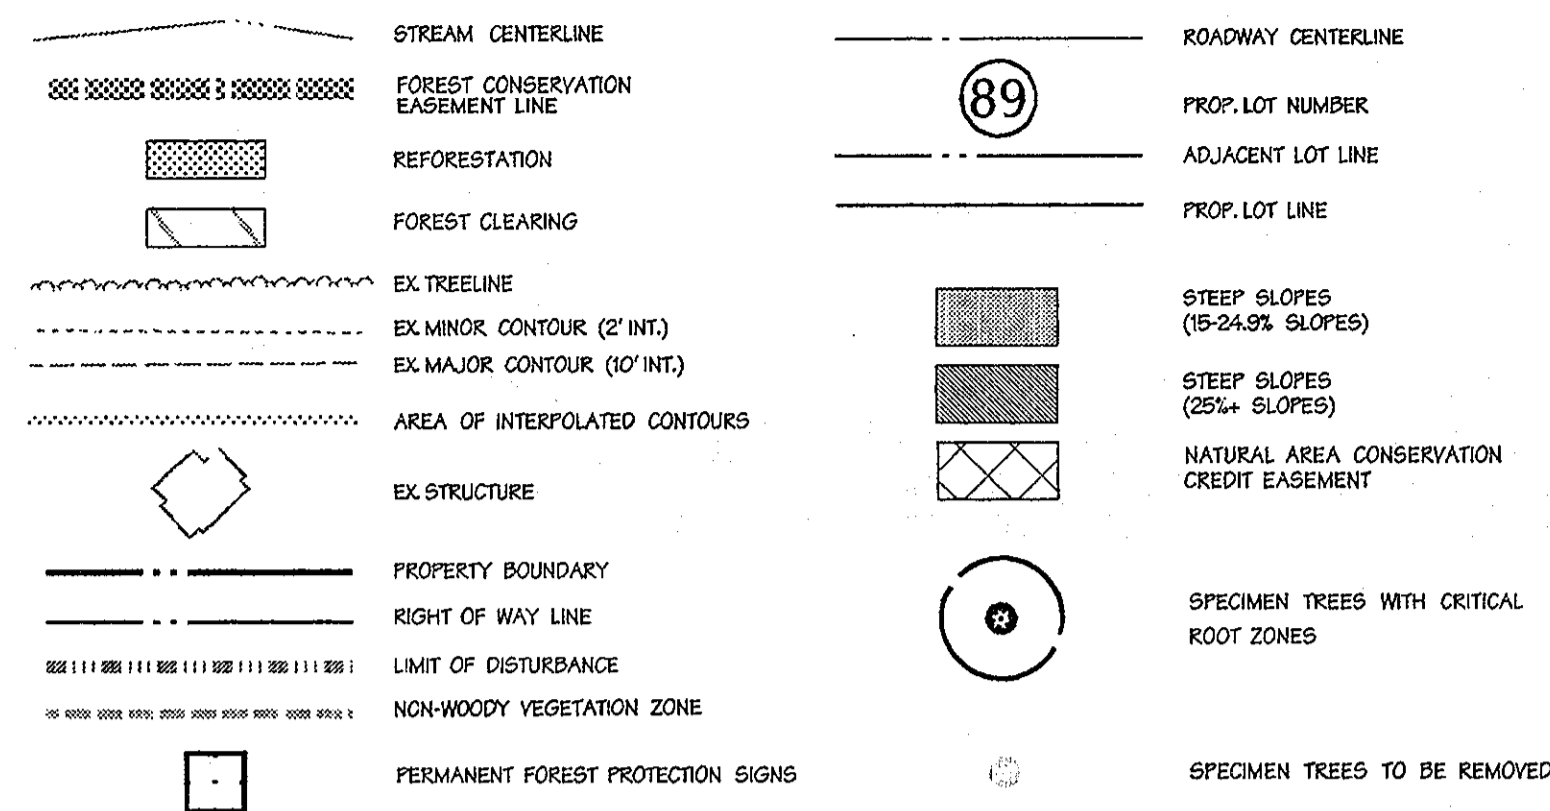 STREAM CENTERLINE
FOREST CONSERVATION
EASEMENT LINE
REFORESTATION
FOREST CLEARING
EX. TREELINE
EX. MINOR CONTOUR (2' INT.)
EX. MAJOR CONTOUR (10' INT.)
AREA OF INTERPOLATED CONTOURS
EX. STRUCTURE
PROPERTY BOUNDARY
RIGHT OF WAY LINE
LIMIT OF DISTURBANCE
NON-WOODY VEGETATION ZONE
PERMANENT FOREST PROTECTION SIGNS
ROADWAY CENTERLINE
89
PROP. LOT NUMBER
ADJACENT LOT LINE
PROP. LOT LINE
STEEP SLOPES
(15-24.9% SLOPES)
STEEP SLOPES
(25%+ SLOPES)
NATURAL AREA CONSERVATION
CREDIT EASEMENT
SPECIMEN TREES WITH CRITICAL
ROOT ZONES
SPECIMEN TREES TO BE REMOVED